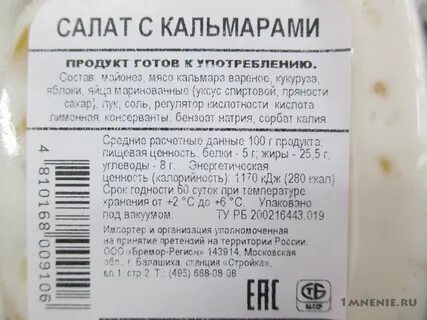 САЛАТ С КАЛЬМАРАМИ
ПРОДУКТ ГОТОВ К УПОТРЕБЛЕНИЮ.
Состав: майонез, мясо кальмара вареное, кукуруза,
яблоки, яйца маринованные (уксус спиртовой, пряности,
сахар), лук, соль, регулятор кислотности кислота
лимонная, консерванты: бензоат натрия, сорбат калия.
Средние расчетные данные 100 г продукта:
пищевая ценность: белки - 5 г; жиры - 25,5 г;
углеводы - 8 г. Энергетическая
ценность (калорийность): 1170 кДж (280 ккал)
Срок годности 60 суток при температуре
хранения от +2 °C до +6 °C. Упаковано
под вакуумом. ТУ РБ 200216443.019
Импортер и организация уполномоченная
на принятие претензий на территории России
ООО «Бремор-Регион» 143914, Московская
обл., г. Балашиха, станция «Стройка»,
вл 1, стр 2. Т.: (495) 668-08-08
4 810168 009106
ЕАС
1MNENIE.RU